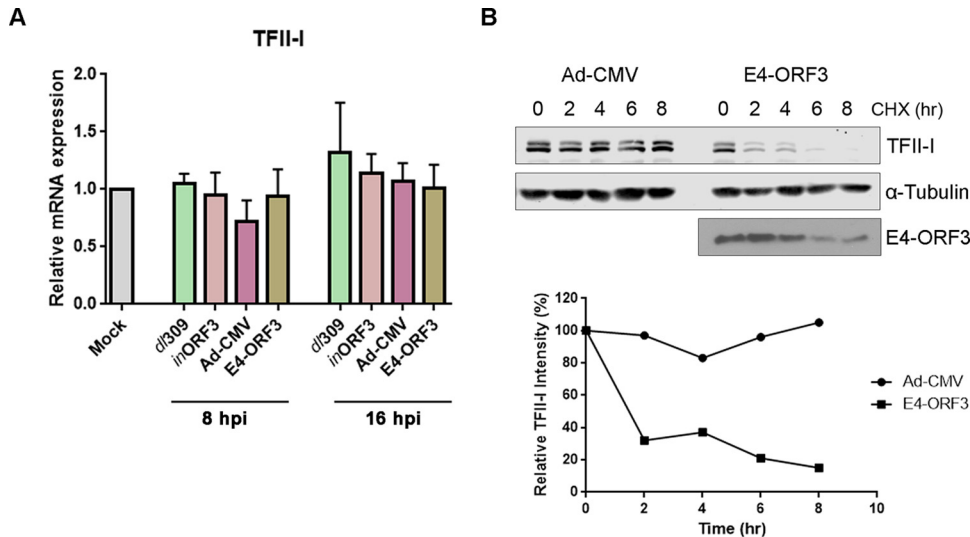 A
TFII-I
Relative mRNA expression
2.0
1.5
1.0
0.5
0.0
Mock
dl309
inORF3
Ad-CMV
E4-ORF3
dl309
inORF3
Ad-CMV
E4-ORF3
8 hpi
16 hpi
B
Ad-CMV E4-ORF3
0 2 4 6 8 0 2 4 6 8 CHX (hr)
TFII-I
α-Tubulin
E4-ORF3
Relative TFII-I Intensity (%)
120
100
80
60
40
20
0
0 2 4 6 8 10
Time (hr)
Ad-CMV
E4-ORF3